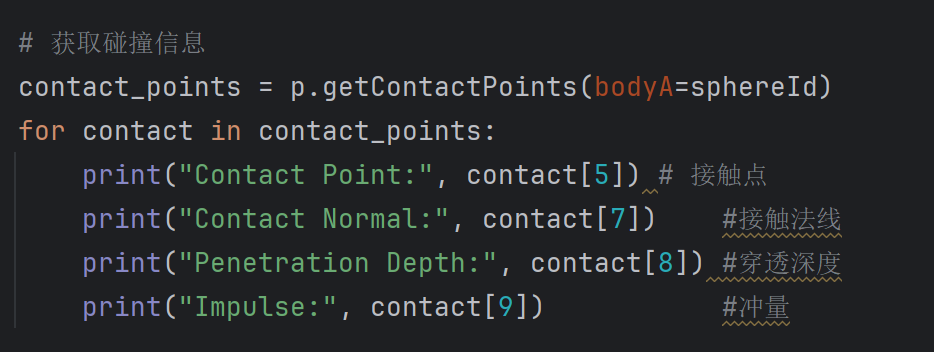 # 获取碰撞信息
contact_points = p.getContactPoints(bodyA=sphereId)
for contact in contact_points:
    print("Contact Point:", contact[5]) # 接触点
    print("Contact Normal:", contact[7])    #接触法线
    print("Penetration Depth:", contact[8]) #穿透深度
    print("Impulse:", contact[9])           #冲量